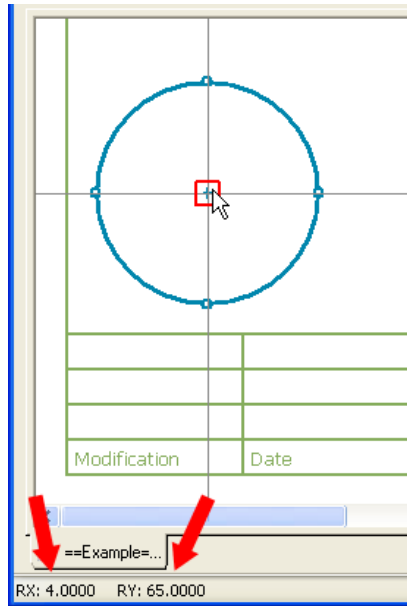 Modification Date
==Example=...
RX: 4.0000 RY: 65.0000